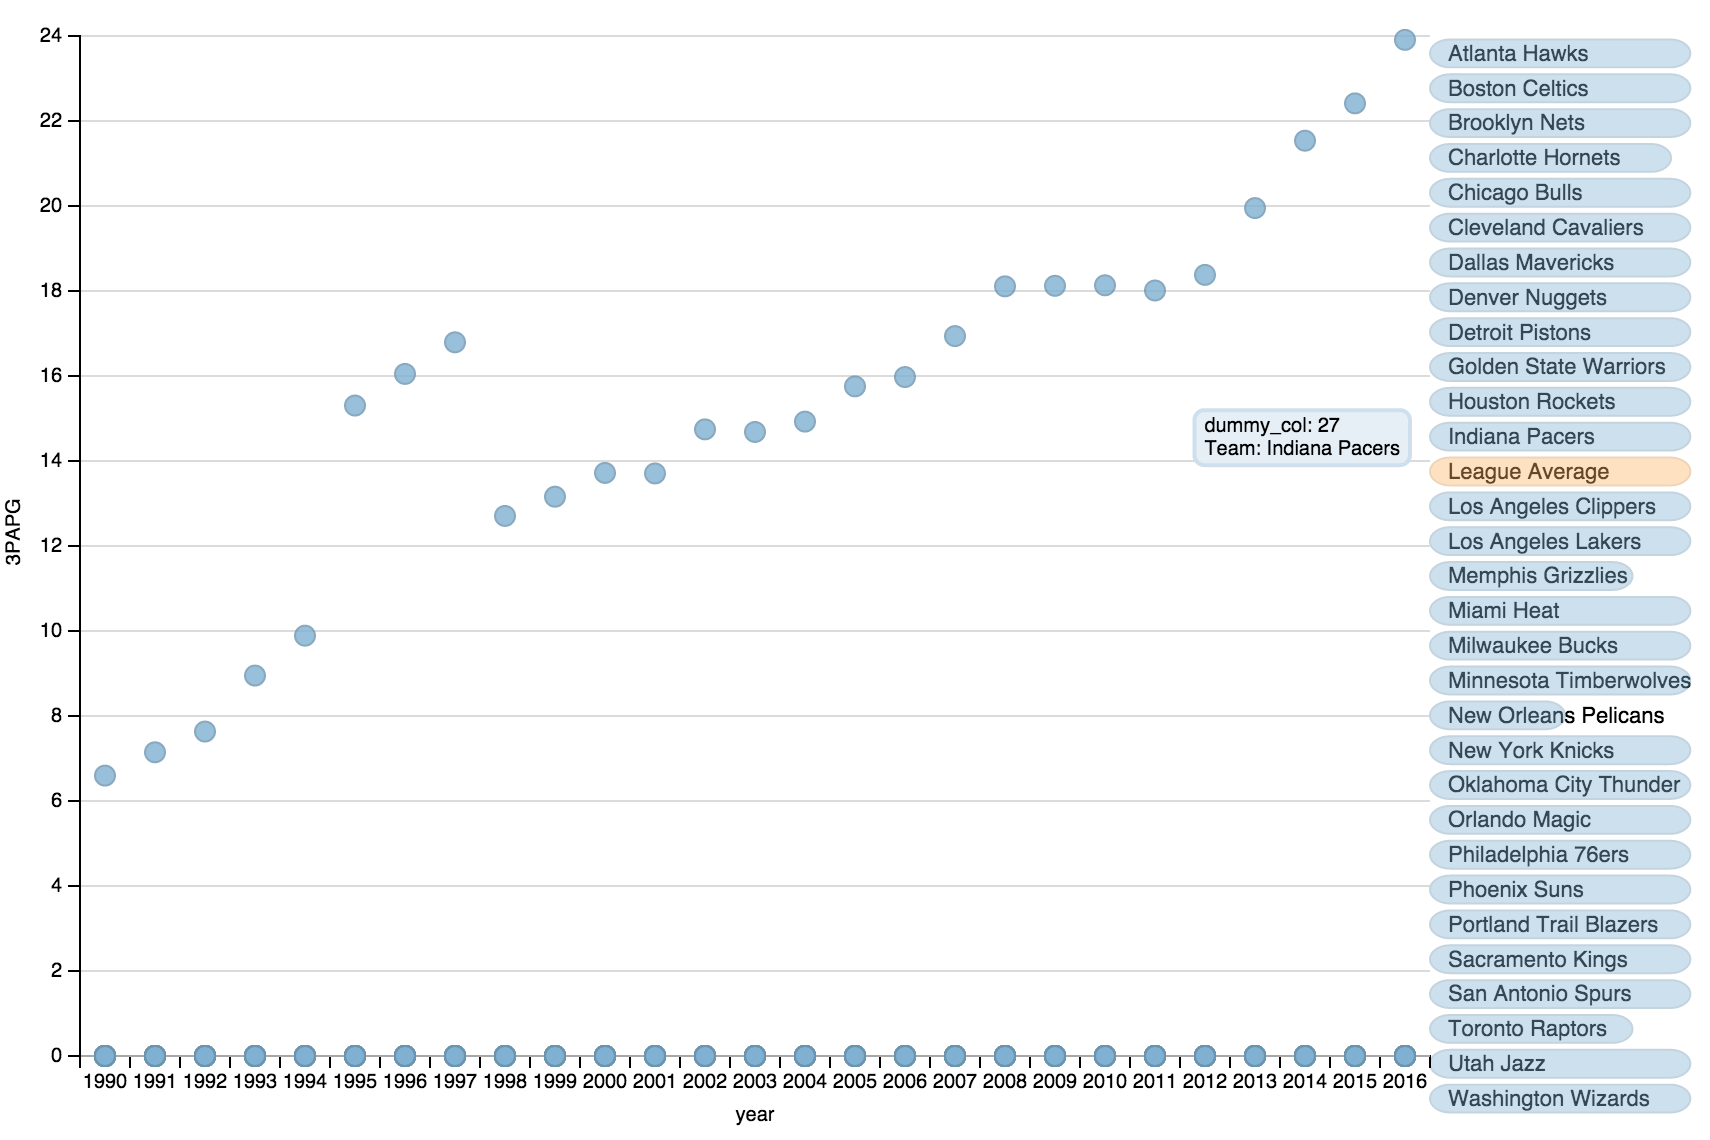 24
22
20
18
16
14
12
10
8
6
4
2
0
3PAPG
1990 1991 1992 1993 1994 1995 1996 1997 1998 1999 2000 2001 2002 2003 2004 2005 2006 2007 2008 2009 2010 2011 2012 2013 2014 2015 2016
year
dummy_col: 27
Team: Indiana Pacers
Atlanta Hawks
Boston Celtics
Brooklyn Nets
Charlotte Hornets
Chicago Bulls
Cleveland Cavaliers
Dallas Mavericks
Denver Nuggets
Detroit Pistons
Golden State Warriors
Houston Rockets
Indiana Pacers
League Average
Los Angeles Clippers
Los Angeles Lakers
Memphis Grizzlies
Miami Heat
Milwaukee Bucks
Minnesota Timberwolves
New Orleans Pelicans
New York Knicks
Oklahoma City Thunder
Orlando Magic
Philadelphia 76ers
Phoenix Suns
Portland Trail Blazers
Sacramento Kings
San Antonio Spurs
Toronto Raptors
Utah Jazz
Washington Wizards